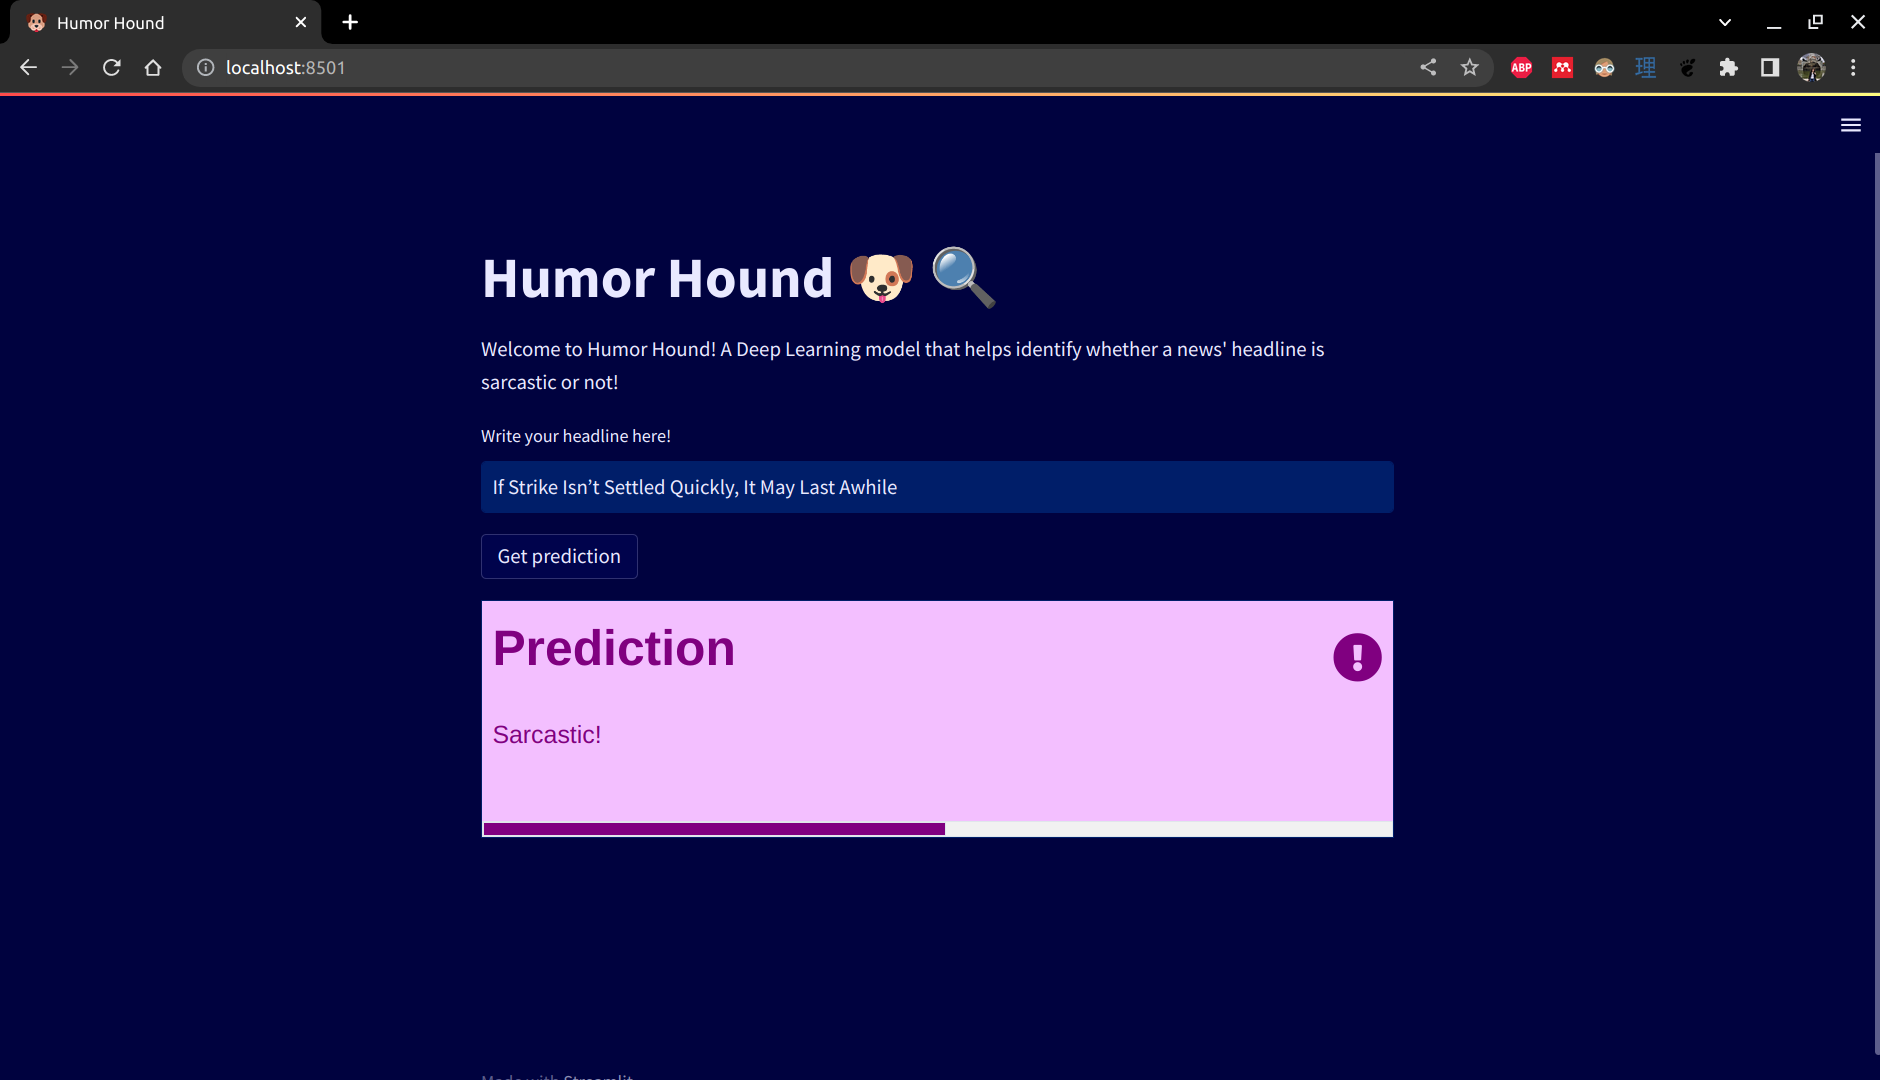 Humor Hound
localhost:8501
ABP
理
Humor Hound
Welcome to Humor Hound! A Deep Learning model that helps identify whether a news' headline is
sarcastic or not!
Write your headline here!
If Strike Isn’t Settled Quickly, It May Last Awhile
Get prediction
Prediction
Sarcastic!
Made with Streamlit